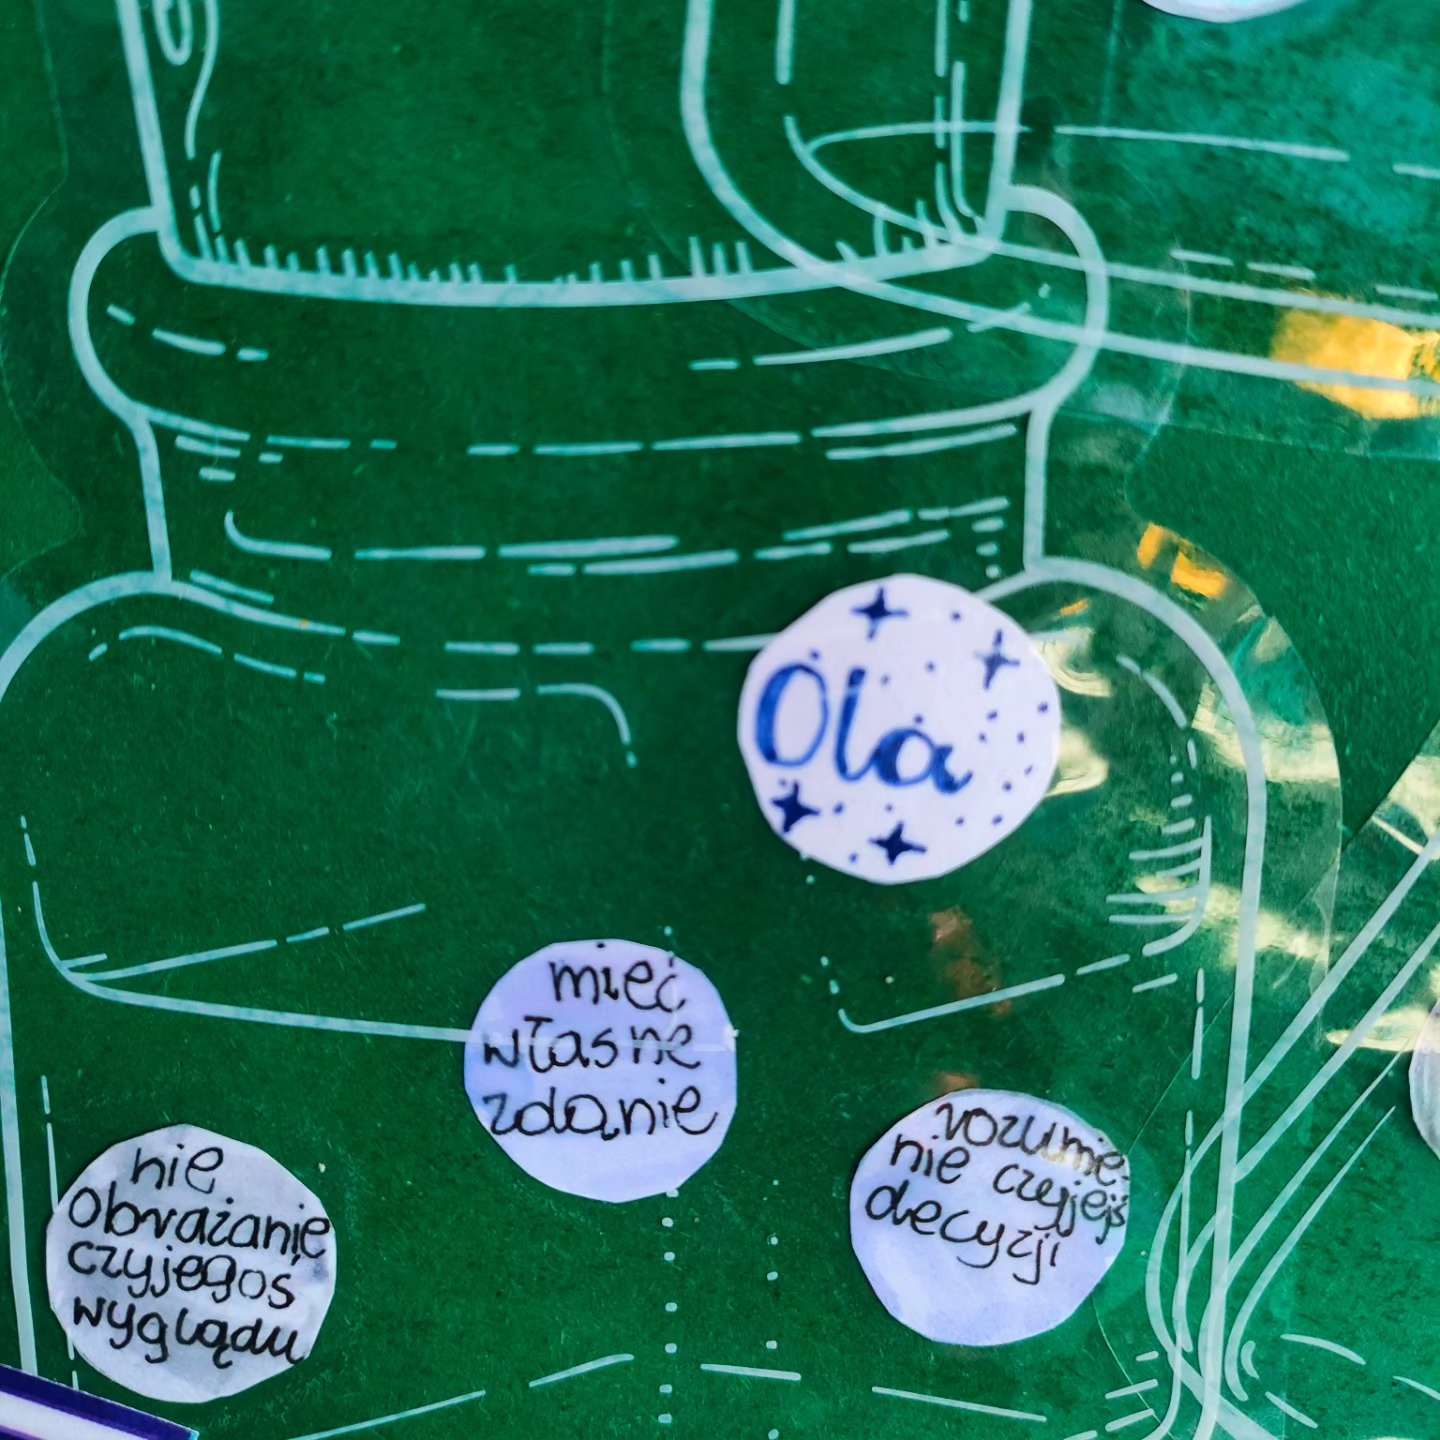 Ola
mieć
własne
zdanie
nie
obrażanie
czyjegoś
wyglądu
rozumie-
nie czyjejś
decyzji